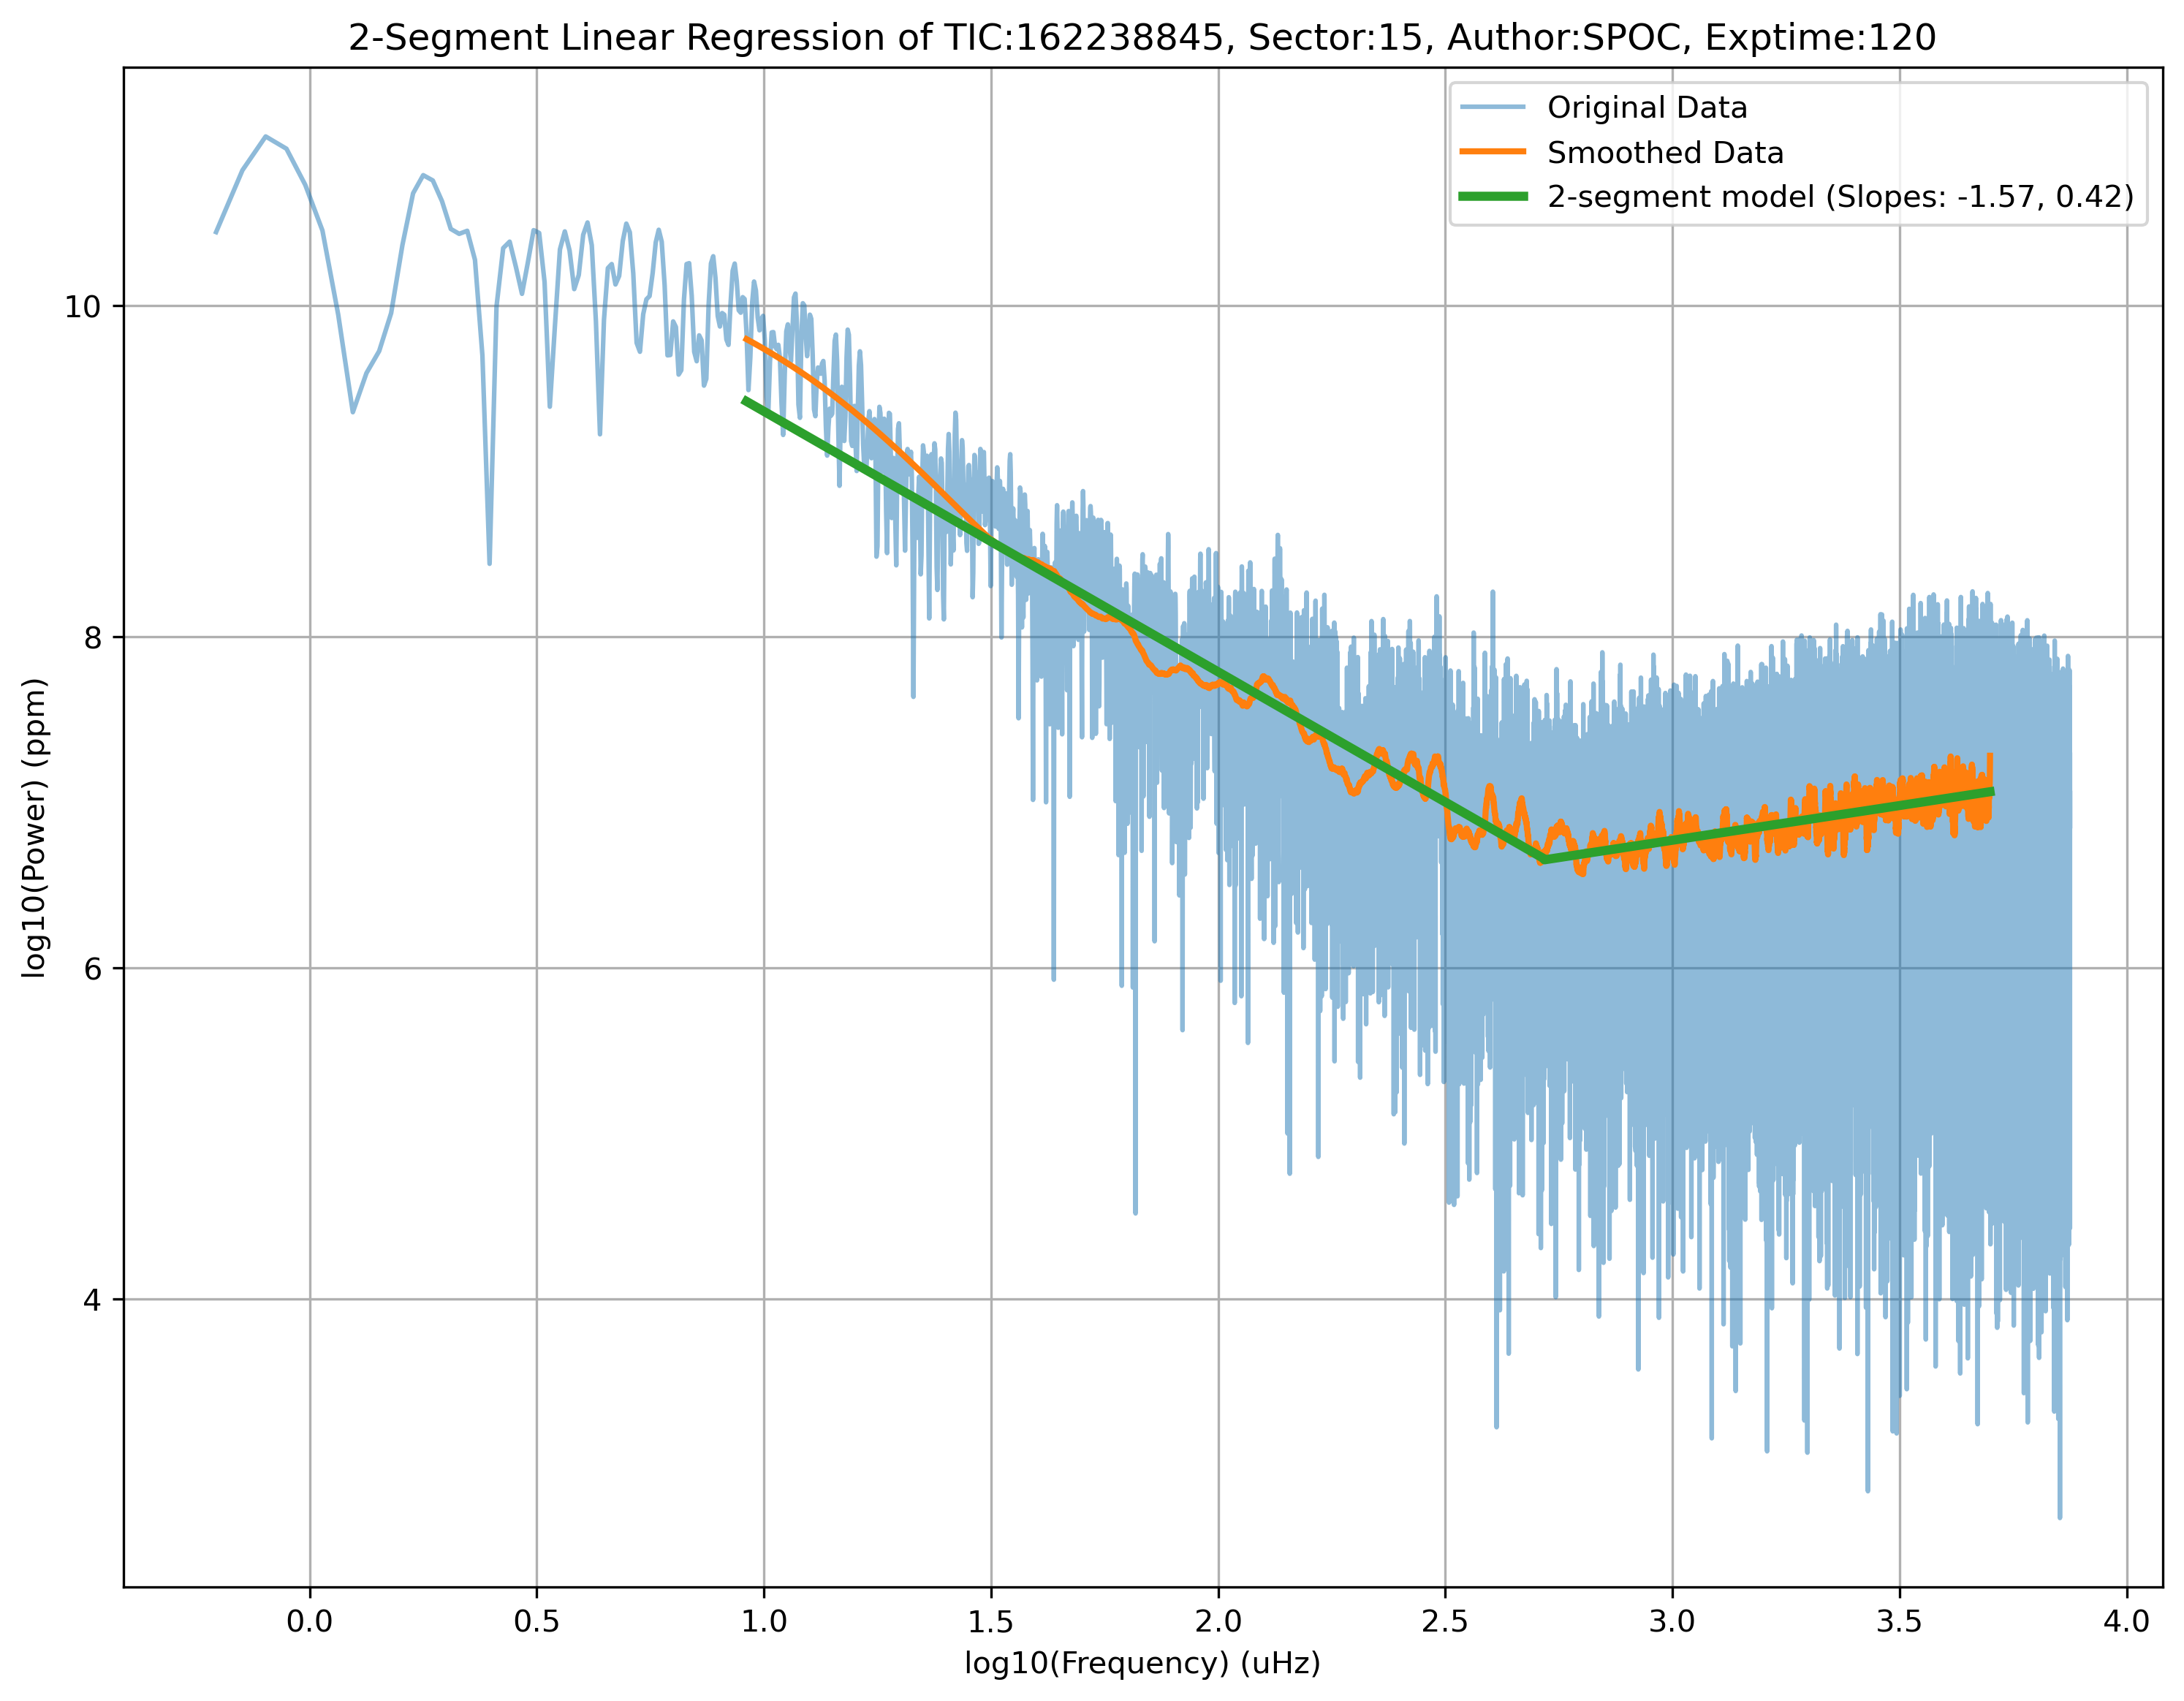 2-Segment Linear Regression of TIC:162238845, Sector:15, Author:SPOC, Exptime:120
Original Data
Smoothed Data
2-segment model (Slopes: -1.57, 0.42)
log10(Power) (ppm)
10
8
6
4
0.0 0.5 1.0 1.5 2.0 2.5 3.0 3.5 4.0
log10(Frequency) (uHz)